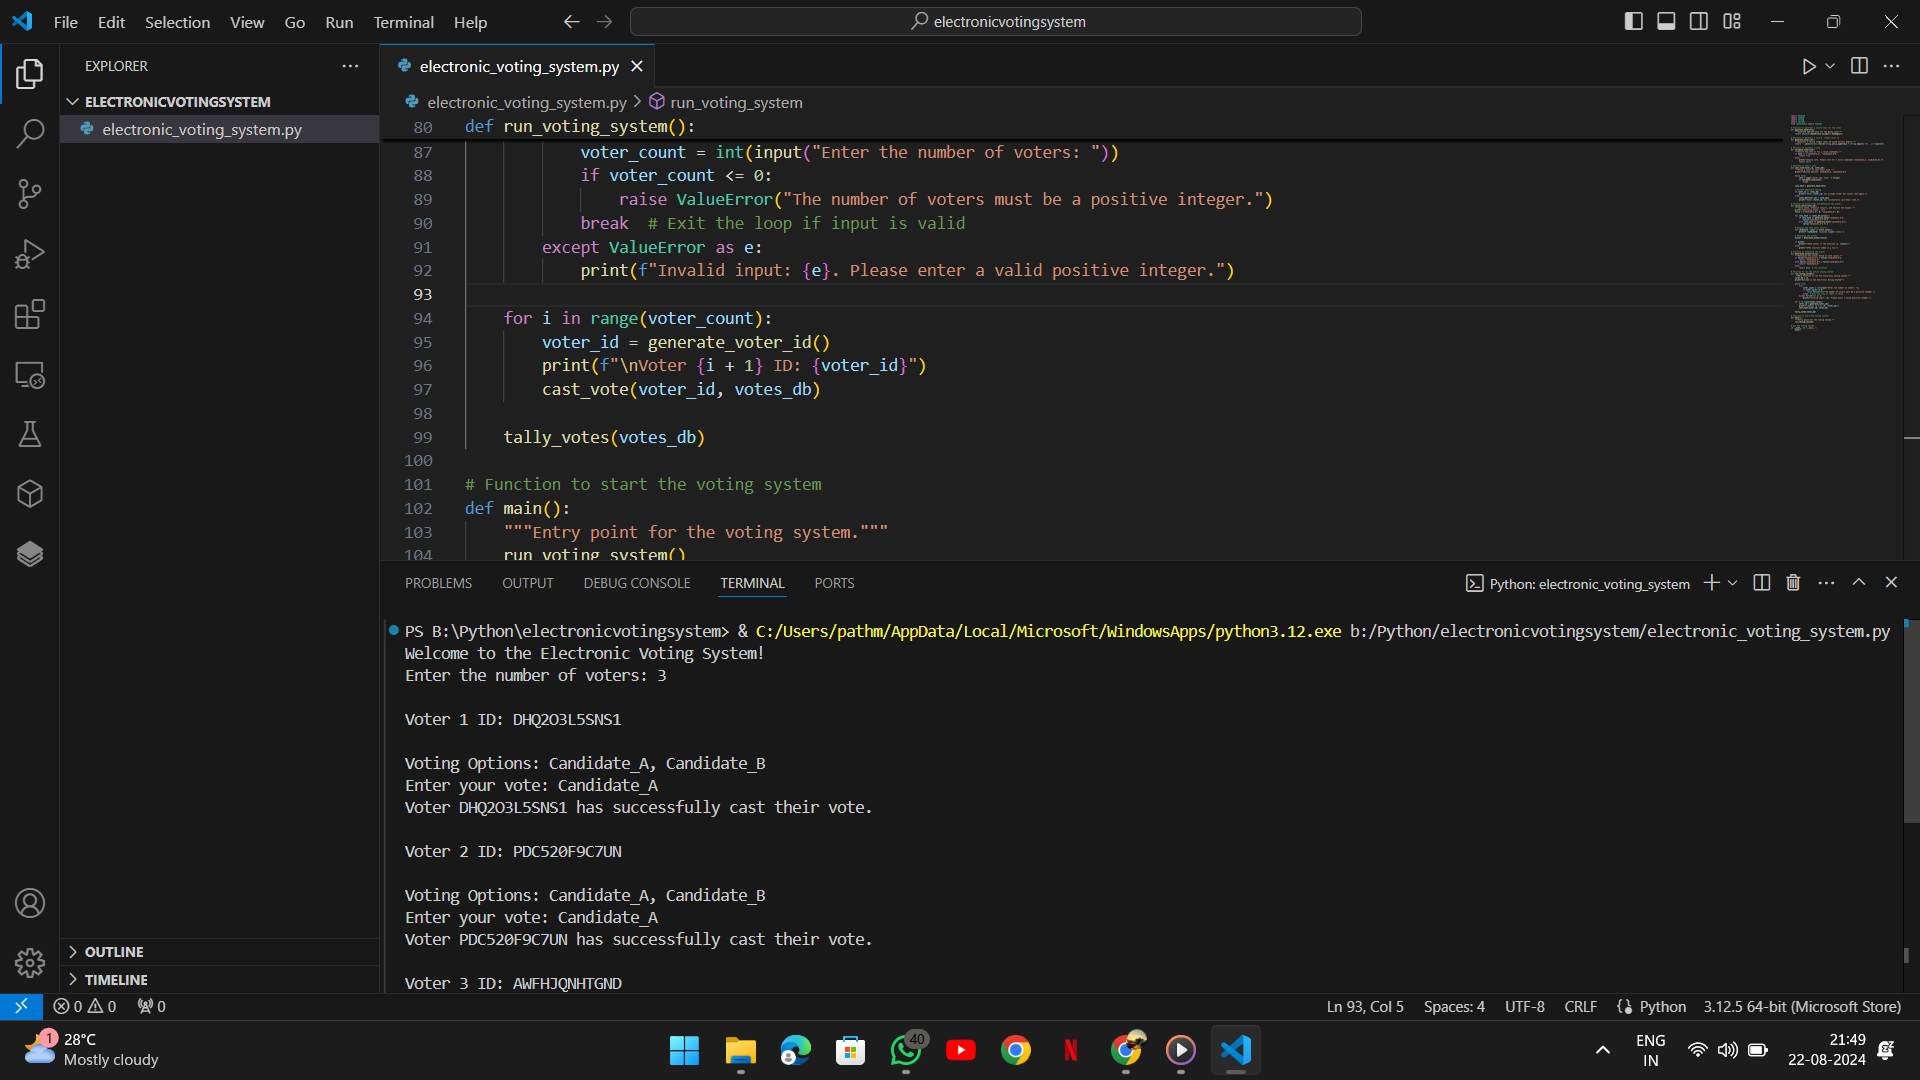 File Edit Selection View Go Run Terminal Help
electronicvotingsystem
EXPLORER
ELECTRONICVOTINGSYSTEM
electronic_voting_system.py
OUTLINE
TIMELINE
electronic_voting_system.py
electronic_voting_system.py > run_voting_system
80 def run_voting_system():
87 voter_count = int(input("Enter the number of voters: "))
88 if voter_count <= 0:
89 raise ValueError("The number of voters must be a positive integer.")
90 break  # Exit the loop if input is valid
91 except ValueError as e:
92 print(f"Invalid input: {e}. Please enter a valid positive integer.")
93
94 for i in range(voter_count):
95 voter_id = generate_voter_id()
96 print(f"\nVoter {i + 1} ID: {voter_id}")
97 cast_vote(voter_id, votes_db)
98
99 tally_votes(votes_db)
100
101 # Function to start the voting system
102 def main():
103 """Entry point for the voting system."""
104 run_voting_system()
PROBLEMS OUTPUT DEBUG CONSOLE TERMINAL PORTS
Python: electronic_voting_system
PS B:\Python\electronicvotingsystem> & C:/Users/pathm/AppData/Local/Microsoft/WindowsApps/python3.12.exe b:/Python/electronicvotingsystem/electronic_voting_system.py
Welcome to the Electronic Voting System!
Enter the number of voters: 3
Voter 1 ID: DHQ2O3L5SNS1
Voting Options: Candidate_A, Candidate_B
Enter your vote: Candidate_A
Voter DHQ2O3L5SNS1 has successfully cast their vote.
Voter 2 ID: PDC520F9C7UN
Voting Options: Candidate_A, Candidate_B
Enter your vote: Candidate_A
Voter PDC520F9C7UN has successfully cast their vote.
Voter 3 ID: AWFHJQNHTGND
0 0 0
Ln 93, Col 5 Spaces: 4 UTF-8 CRLF Python 3.12.5 64-bit (Microsoft Store)
1
28°C
Mostly cloudy
40
ENG
IN
21:49
22-08-2024